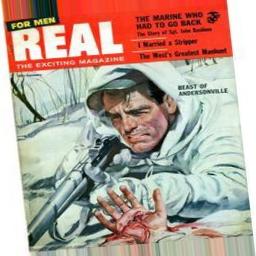 FOR MEN
REAL
THE EXCITING MAGAZINE
THE MARINE WHO
HAD TO GO BACK
The Story of Sgt. John Basilone
I Married a Stripper
The West's Greatest Manhunt
BEAST OF
ANDERSONVILLE